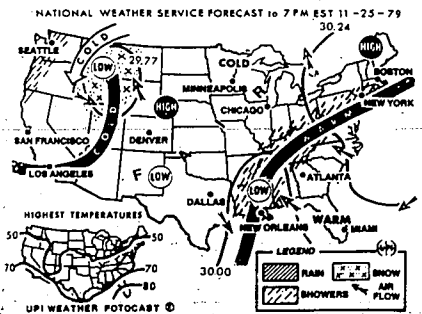 NATIONAL WEATHER SERVICE FORECAST to 7 PM EST 11-25-79
30.24
SEATTLE
COLD
LOW
29.77
COLD
HIGH
BOSTON
MINNEAPOLIS
HIGH
CHICAGO
NEW YORK
SAN FRANCISCO
DENVER
COLD
WARM
LOS ANGELES
F
LOW
LOW
ATLANTA
DALLAS
HIGHEST TEMPERATURES
NEW ORLEANS
WARM
MIAMI
50
50
70
70
80
30.00
LEGEND
RAIN
SNOW
SHOWERS
AIR FLOW
UPI WEATHER FOTOCAST ®